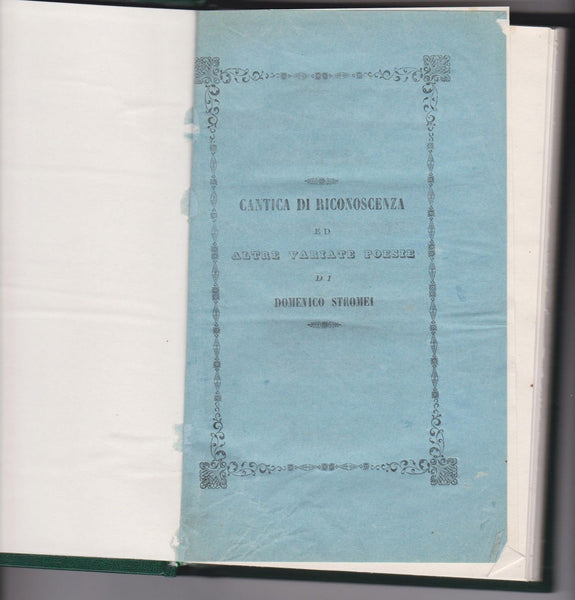 CANTICA DI RICONOSCENZA
ED
ALTRE VARIATE POESIE
DI
DOMENICO STROMEI